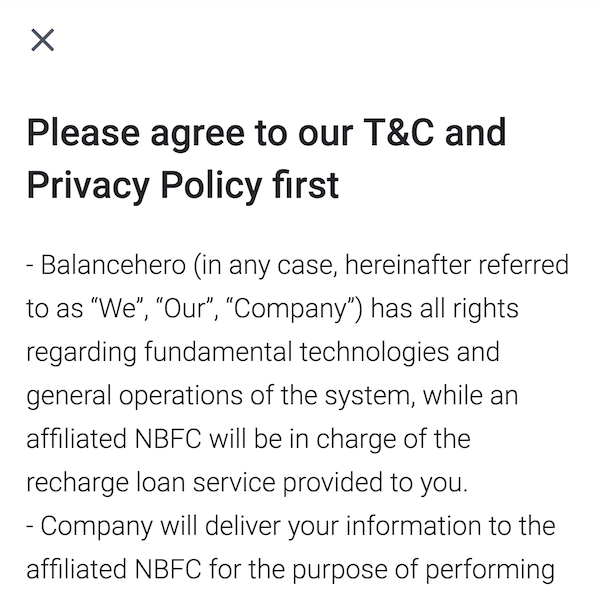 Please agree to our T&C and
Privacy Policy first
- Balancehero (in any case, hereinafter referred
to as “We”, “Our”, “Company”) has all rights
regarding fundamental technologies and
general operations of the system, while an
affiliated NBFC will be in charge of the
recharge loan service provided to you.
- Company will deliver your information to the
affiliated NBFC for the purpose of performing